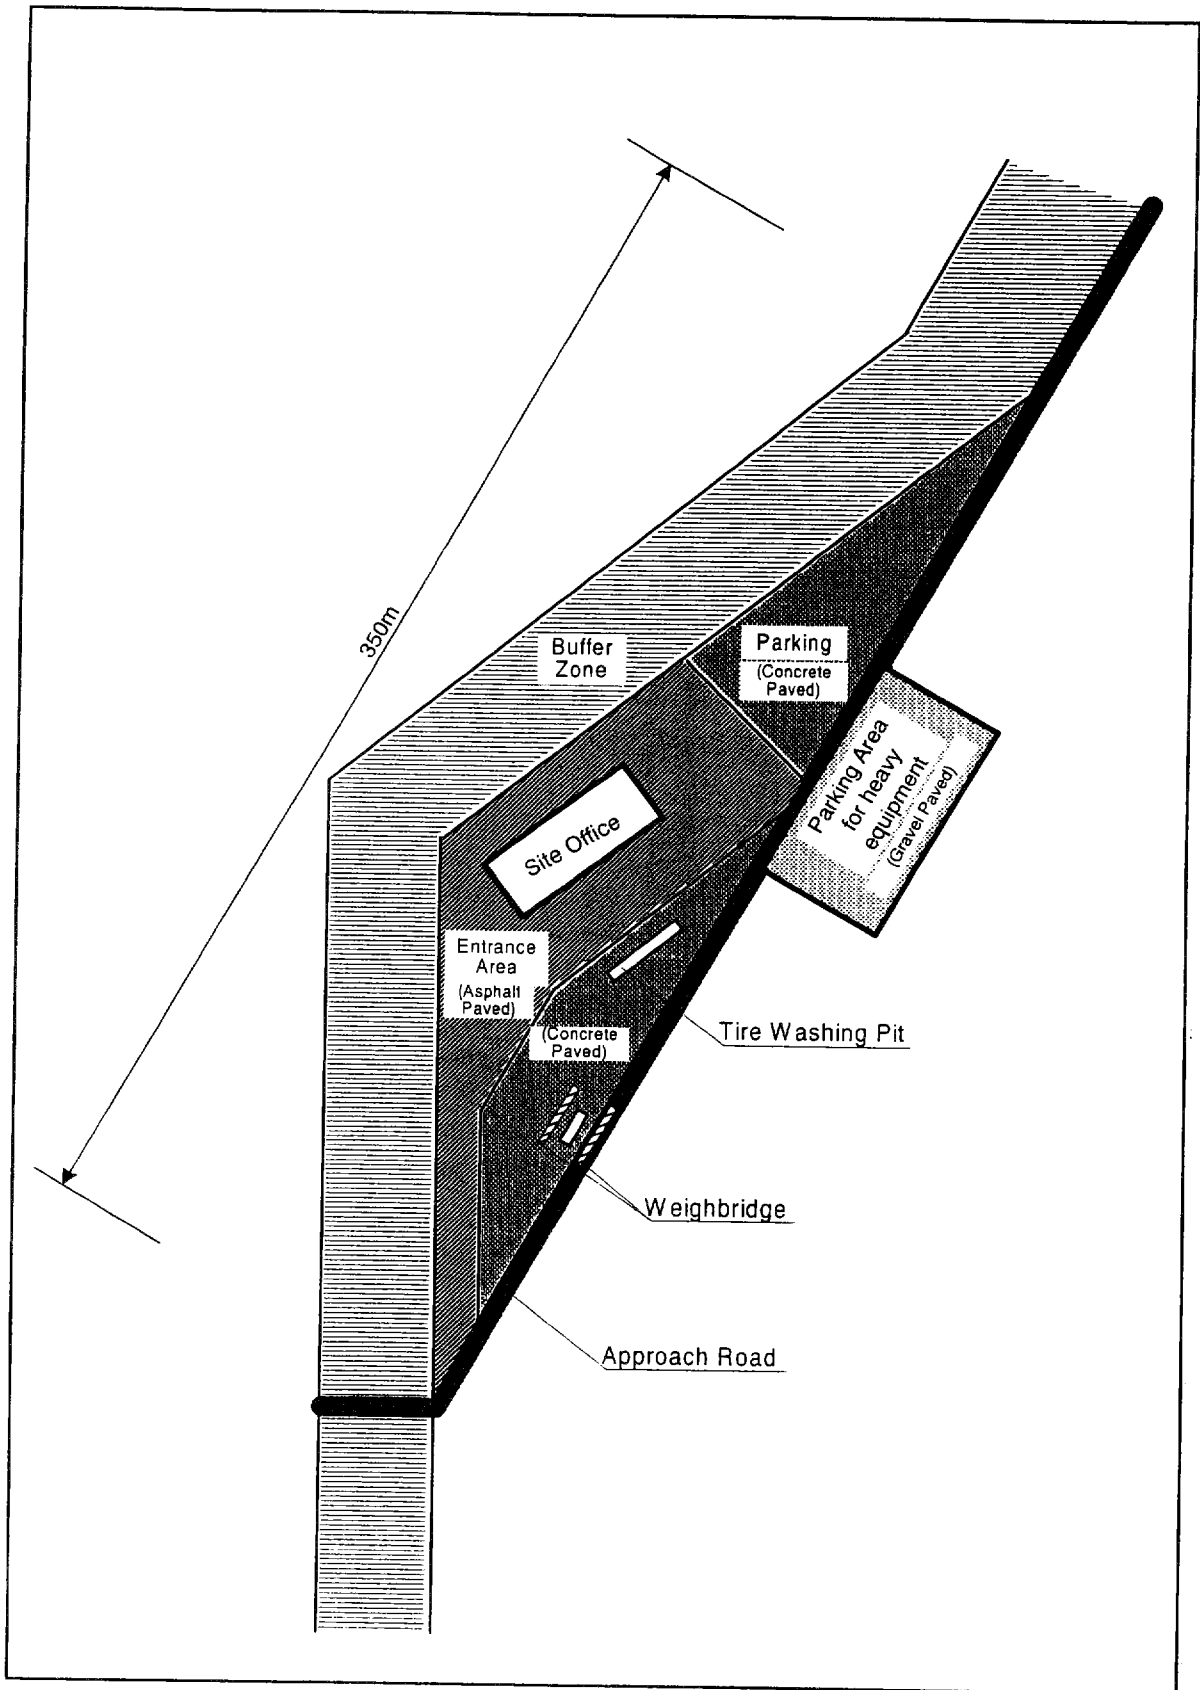 350m
Buffer
Zone
Parking
(Concrete
Paved)
Parking Area
for heavy
equipment
(Gravel Paved)
Site Office
Entrance
Area
(Asphalt
Paved)
(Concrete
Paved)
Tire Washing Pit
Weighbridge
Approach Road